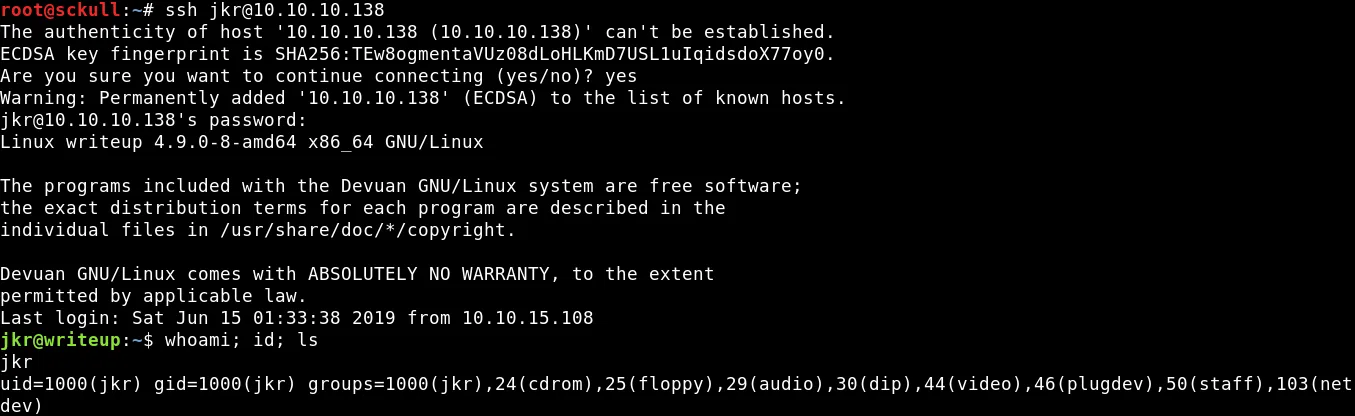 root@sckull:~# ssh jkr@10.10.10.138
The authenticity of host '10.10.10.138 (10.10.10.138)' can't be established.
ECDSA key fingerprint is SHA256:TEw8ogmentaVUz08dLoHLKmD7USL1uIqidsdoX77oy0.
Are you sure you want to continue connecting (yes/no)? yes
Warning: Permanently added '10.10.10.138' (ECDSA) to the list of known hosts.
jkr@10.10.10.138's password:
Linux writeup 4.9.0-8-amd64 x86_64 GNU/Linux
The programs included with the Devuan GNU/Linux system are free software;
the exact distribution terms for each program are described in the
individual files in /usr/share/doc/*/copyright.
Devuan GNU/Linux comes with ABSOLUTELY NO WARRANTY, to the extent
permitted by applicable law.
Last login: Sat Jun 15 01:33:38 2019 from 10.10.15.108
jkr@writeup:~$ whoami; id; ls
jkr
uid=1000(jkr) gid=1000(jkr) groups=1000(jkr),24(cdrom),25(floppy),29(audio),30(dip),44(video),46(plugdev),50(staff),103(net
dev)